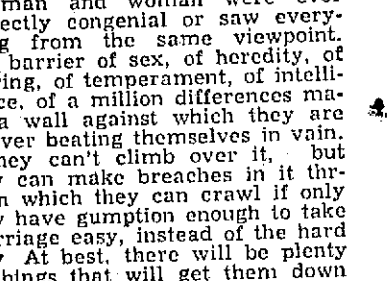 man and woman were ever
ectly congenial or saw every-
g from the same viewpoint.
barrier of sex, of heredity, of
ing, of temperament, of intelli-
ce, of a million differences ma-
a wall against which they are
ver beating themselves in vain.
hey can't climb over it, but
y can make breaches in it thr-
h which they can crawl if only
y have gumption enough to take
rriage easy, instead of the hard
y At best, there will be plenty
hings that will get them down